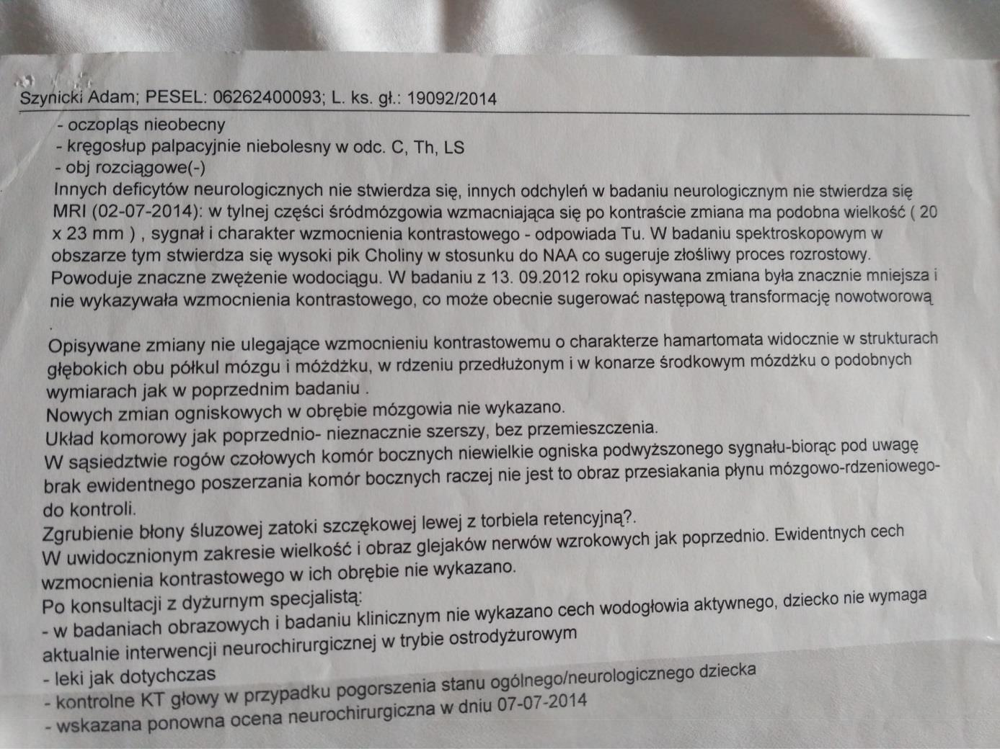 Szynicki Adam; PESEL: 06262400093; L. ks. gł.: 19092/2014
- oczopląs nieobecny
- kręgosłup palpacyjnie niebolesny w odc. C, Th, LS
- obj rozciągowe(-)
Innych deficytów neurologicznych nie stwierdza się, innych odchyleń w badaniu neurologicznym nie stwierdza się
MRI (02-07-2014): w tylnej części śródmózgowia wzmacniająca się po kontraście zmiana ma podobna wielkość ( 20
x 23 mm ) , sygnał i charakter wzmocnienia kontrastowego - odpowiada Tu. W badaniu spektroskopowym w
obszarze tym stwierdza się wysoki pik Choliny w stosunku do NAA co sugeruje złośliwy proces rozrostowy.
Powoduje znaczne zwężenie wodociągu. W badaniu z 13. 09.2012 roku opisywana zmiana była znacznie mniejsza i
nie wykazywała wzmocnienia kontrastowego, co może obecnie sugerować następową transformację nowotworową
.
Opisywane zmiany nie ulegające wzmocnieniu kontrastowemu o charakterze hamartomata widocznie w strukturach
głębokich obu półkul mózgu i móżdżku, w rdzeniu przedłużonym i w konarze środkowym mózdżku o podobnych
wymiarach jak w poprzednim badaniu .
Nowych zmian ogniskowych w obrębie mózgowia nie wykazano.
Układ komorowy jak poprzednio- nieznacznie szerszy, bez przemieszczenia.
W sąsiedztwie rogów czołowych komór bocznych niewielkie ogniska podwyższonego sygnału-biorąc pod uwagę
brak ewidentnego poszerzania komór bocznych raczej nie jest to obraz przesiakania płynu mózgowo-rdzeniowego-
do kontroli.
Zgrubienie błony śluzowej zatoki szczękowej lewej z torbiela retencyjną?.
W uwidocznionym zakresie wielkość i obraz glejaków nerwów wzrokowych jak poprzednio. Ewidentnych cech
wzmocnienia kontrastowego w ich obrębie nie wykazano.
Po konsultacji z dyżurnym specjalistą:
- w badaniach obrazowych i badaniu klinicznym nie wykazano cech wodogłowia aktywnego, dziecko nie wymaga
aktualnie interwencji neurochirurgicznej w trybie ostrodyżurowym
- leki jak dotychczas
- kontrolne KT głowy w przypadku pogorszenia stanu ogólnego/neurologicznego dziecka
- wskazana ponowna ocena neurochirurgiczna w dniu 07-07-2014